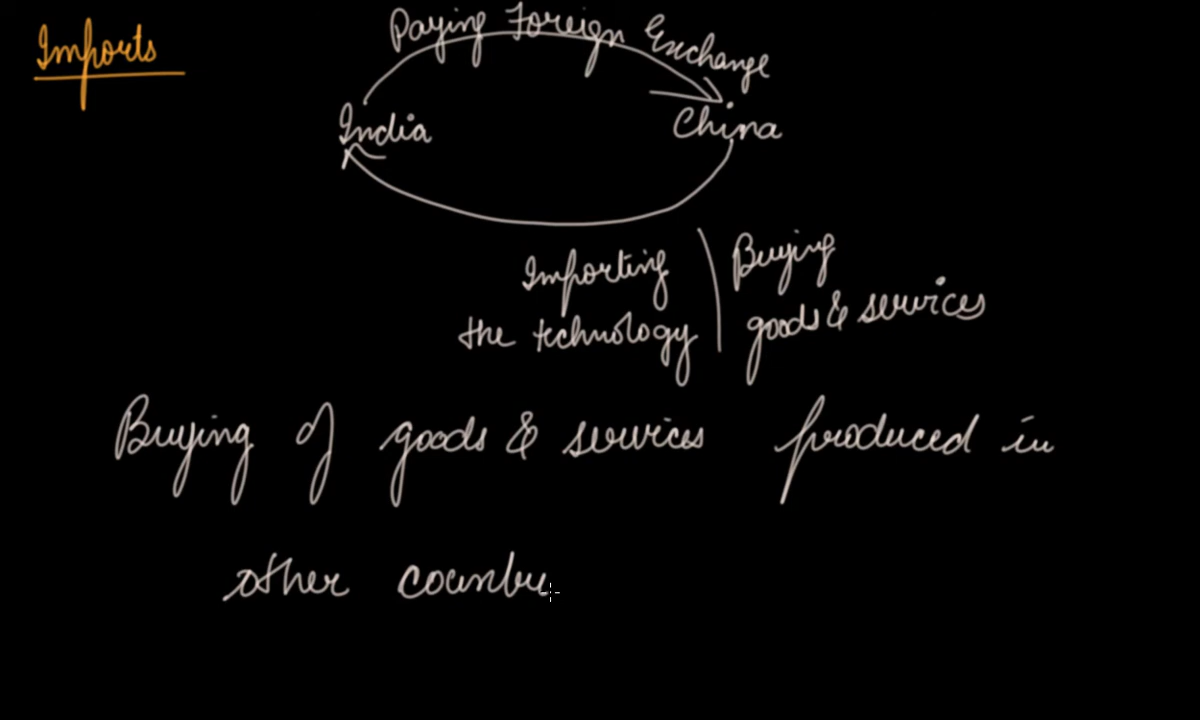 Imports
Paying Foreign Exchange
India China
Importing Buying
the technology goods & services
Buying of goods & services produced in
other